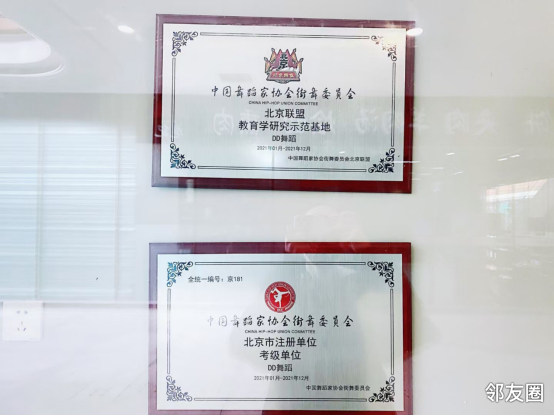 中国舞蹈家协会街舞委员会
CHINA HIP-HOP UNION COMMITTEE
北京联盟
教育学研究示范基地
DD舞蹈
2021年01月-2021年12月
中国舞蹈家协会街舞委员会北京联盟
全统一编号：京181
中国舞蹈家协会街舞委员会
CHINA HIP-HOP UNION COMMITTEE
北京市注册单位
考级单位
DD舞蹈
2021年01月-2021年12月
中国舞蹈家协会街舞委员会
邻友圈